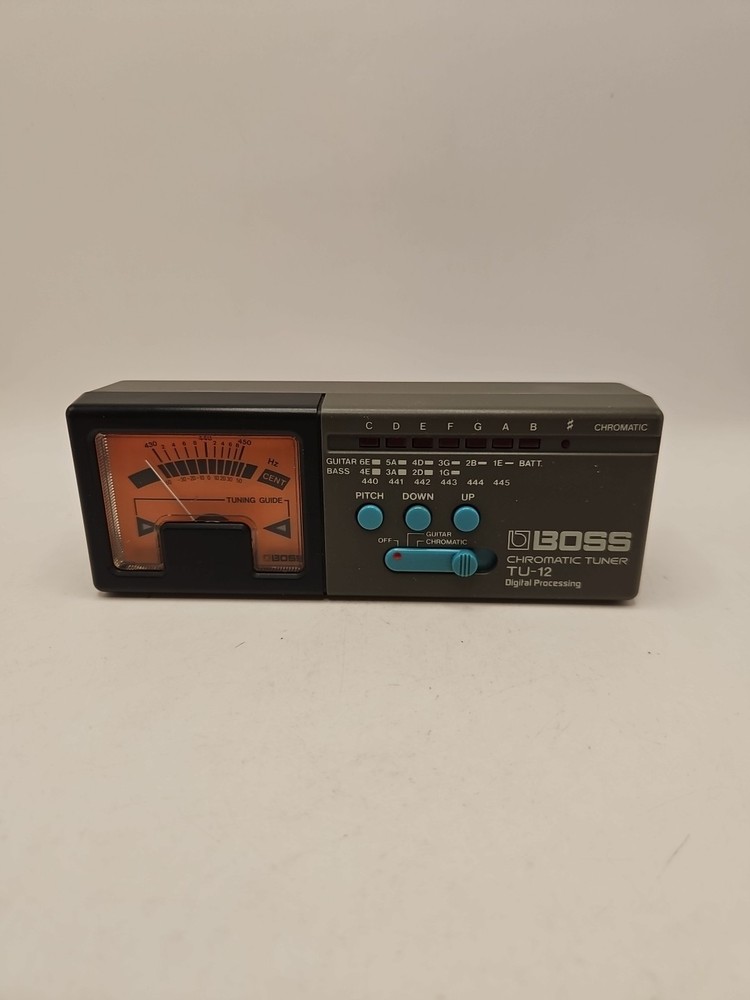 C D E F G A B ♯ CHROMATIC
GUITAR 6E 5A 4D 3G 2B 1E BATT.
BASS 4E 3A 2D 1G
440 441 442 443 444 445
PITCH DOWN UP
OFF GUITAR
CHROMATIC
BOSS
CHROMATIC TUNER
TU-12
Digital Processing
430 440 450
Hz
CENT
TUNING GUIDE
BOSS